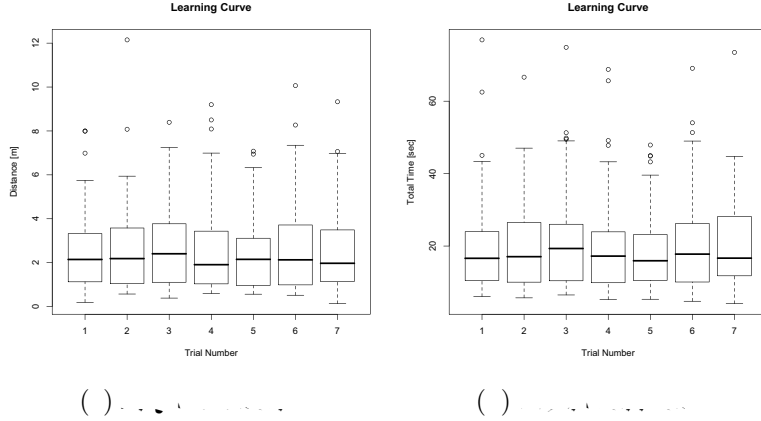 Learning Curve
Distance [m]
0 2 4 6 8 10 12
1 2 3 4 5 6 7
Trial Number
Learning Curve
Total Time [sec]
20 40 60
1 2 3 4 5 6 7
Trial Number
( )
( )